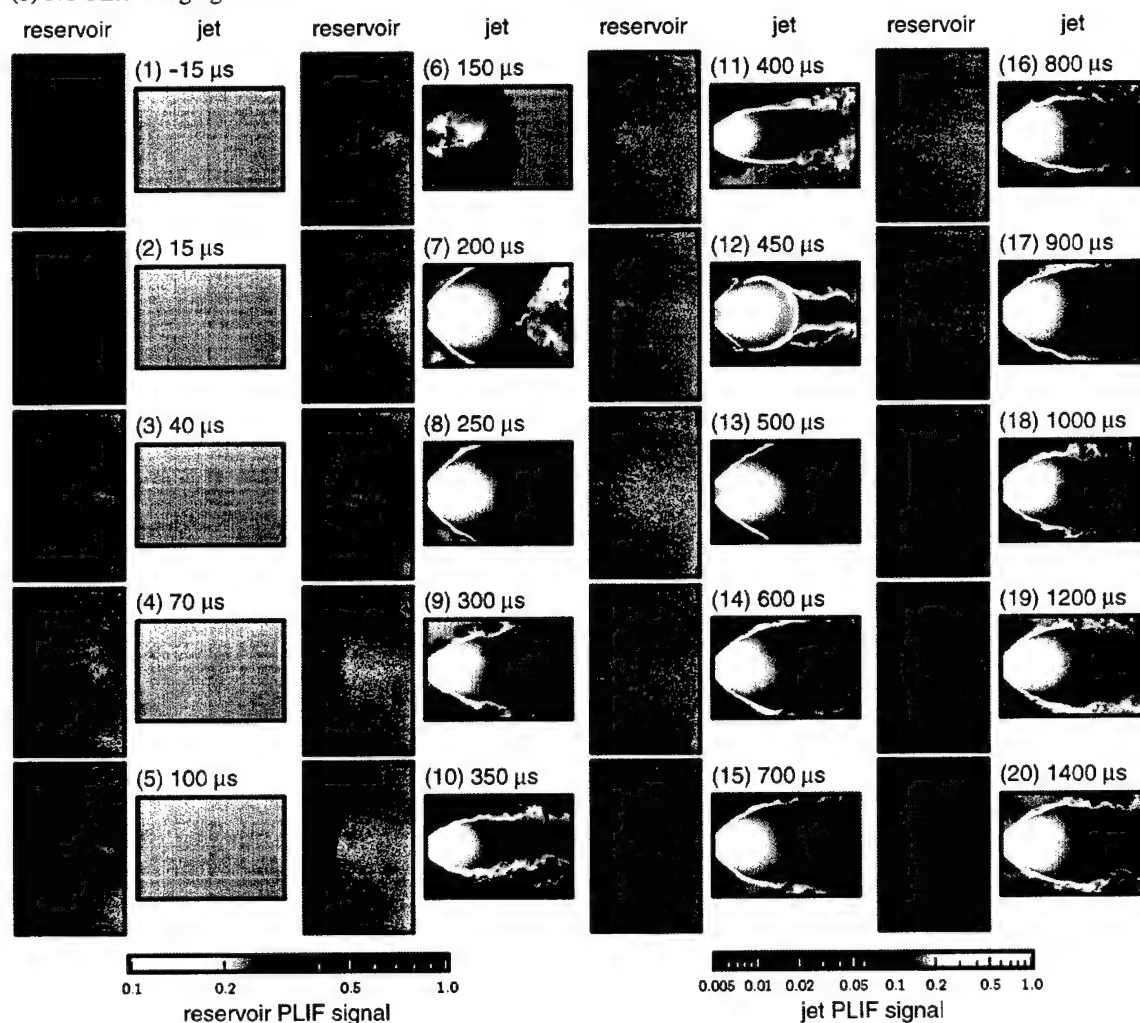 reservoir jet reservoir jet reservoir jet reservoir jet
(1) -15 μs (6) 150 μs (11) 400 μs (16) 800 μs
(2) 15 μs (7) 200 μs (12) 450 μs (17) 900 μs
(3) 40 μs (8) 250 μs (13) 500 μs (18) 1000 μs
(4) 70 μs (9) 300 μs (14) 600 μs (19) 1200 μs
(5) 100 μs (10) 350 μs (15) 700 μs (20) 1400 μs
0.1 0.2 0.5 1.0 0.005 0.01 0.02 0.05 0.1 0.2 0.5 1.0
reservoir PLIF signal jet PLIF signal